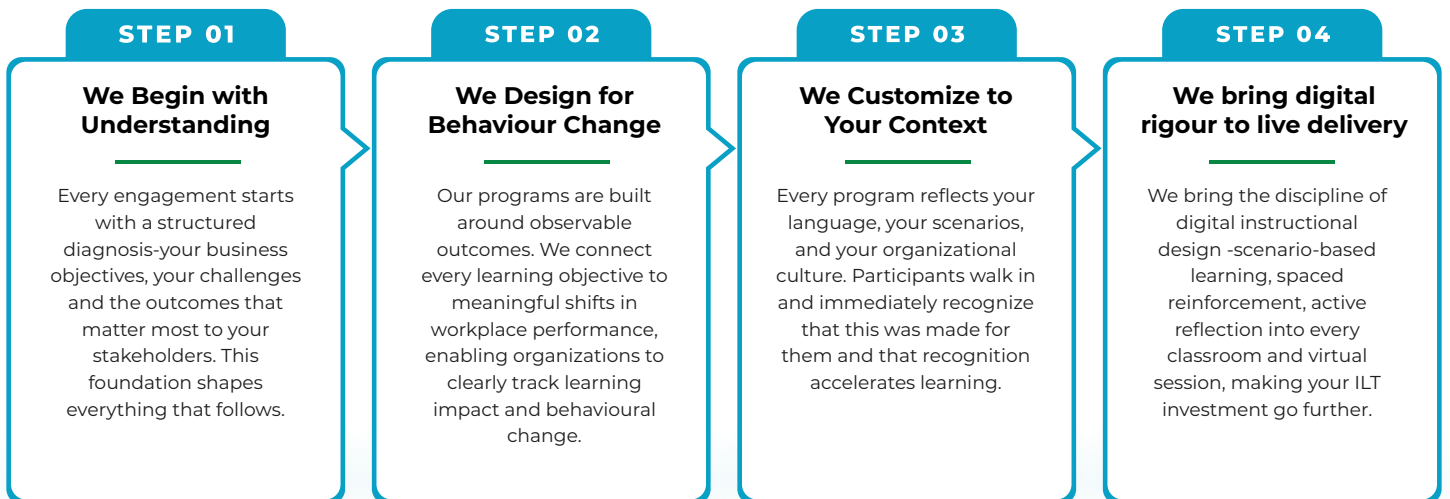 STEP 01
We Begin with
Understanding
Every engagement starts
with a structured
diagnosis-your business
objectives, your challenges
and the outcomes that
matter most to your
stakeholders. This
foundation shapes
everything that follows.
STEP 02
We Design for
Behaviour Change
Our programs are built
around observable
outcomes. We connect
every learning objective to
meaningful shifts in
workplace performance,
enabling organizations to
clearly track learning
impact and behavioural
change.
STEP 03
We Customize to
Your Context
Every program reflects your
language, your scenarios,
and your organizational
culture. Participants walk in
and immediately recognize
that this was made for
them and that recognition
accelerates learning.
STEP 04
We bring digital
rigour to live delivery
We bring the discipline of
digital instructional
design -scenario-based
learning, spaced
reinforcement, active
reflection into every
classroom and virtual
session, making your ILT
investment go further.